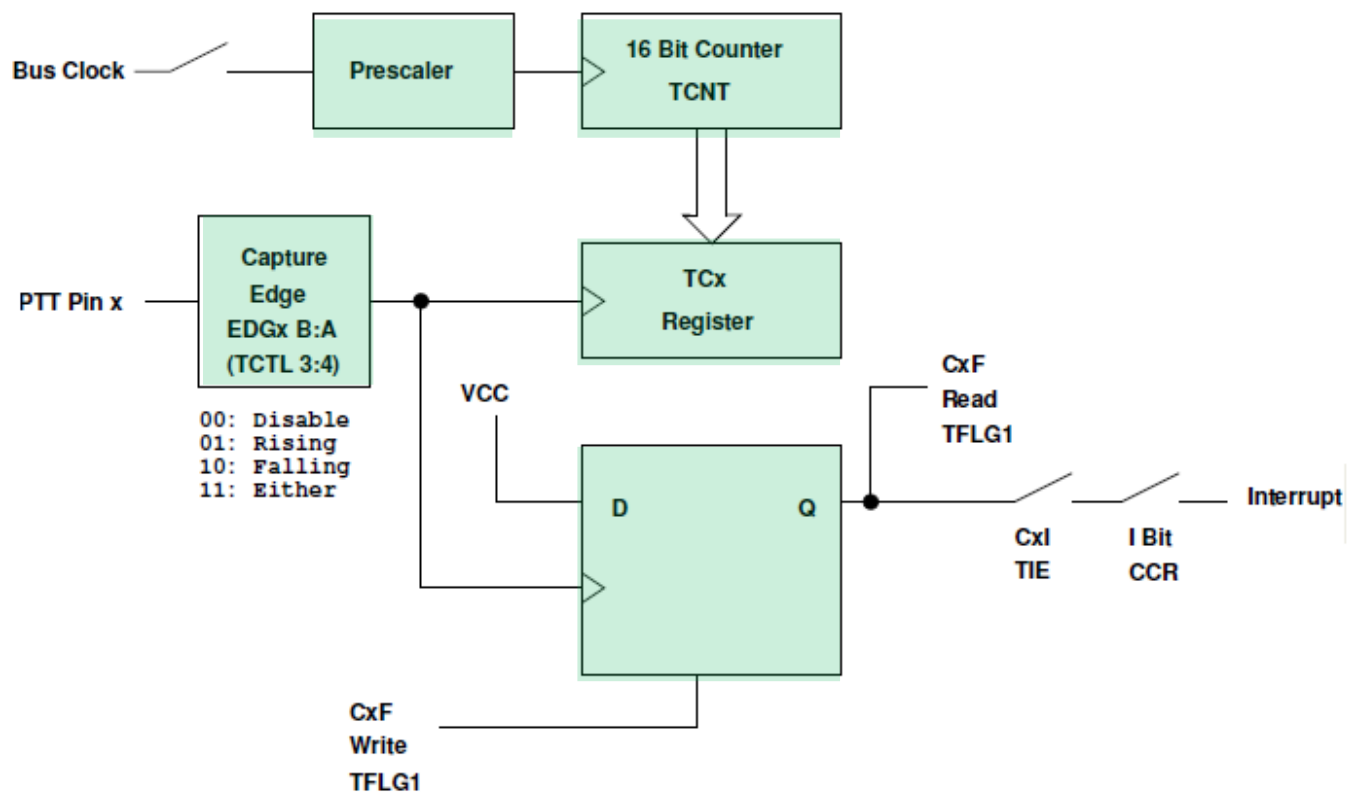 Bus Clock
Prescaler
16 Bit Counter
TCNT
PTT Pin x
Capture
Edge
EDGx B:A
(TCTL 3:4)
TCx
Register
00: Disable
01: Rising
10: Falling
11: Either
VCC
CxF
Read
TFLG1
D
Q
Interrupt
CxI
TIE
I Bit
CCR
CxF
Write
TFLG1